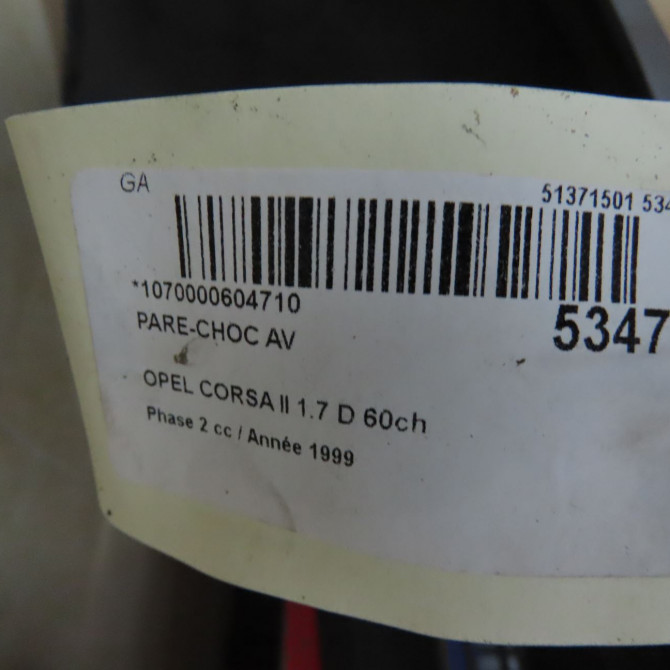 GA
51371501 534
*1070000604710
5347
PARE-CHOC AV
OPEL CORSA II 1.7 D 60ch
Phase 2 cc / Année 1999